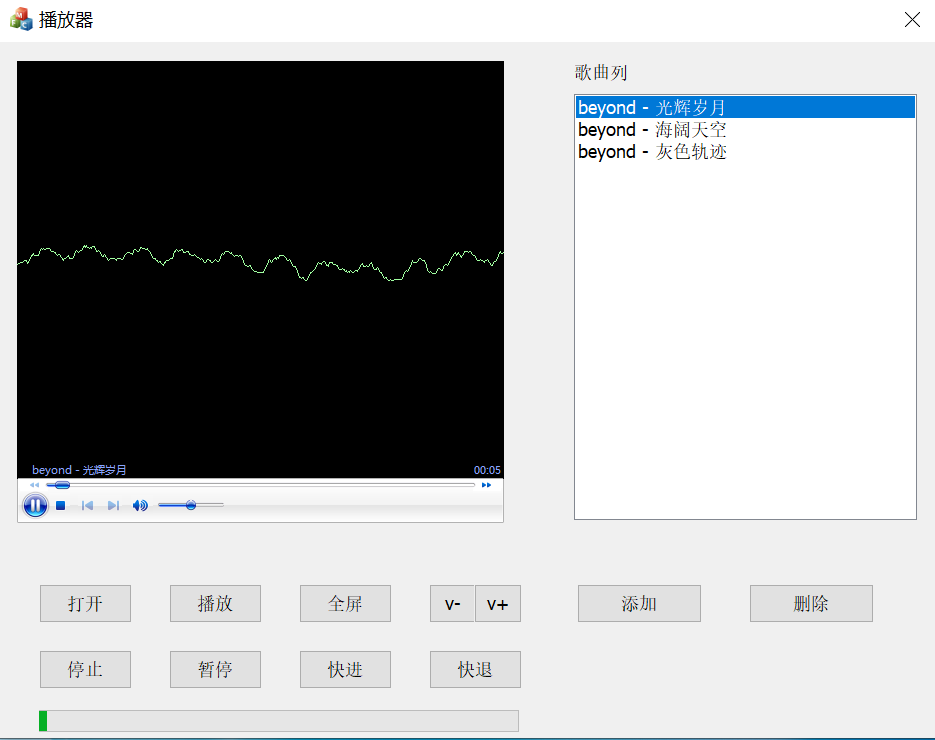 播放器
歌曲列
beyond - 光辉岁月
beyond - 海阔天空
beyond - 灰色轨迹
beyond - 光辉岁月 00:05
打开 播放 全屏 v- v+ 添加 删除
停止 暂停 快进 快退